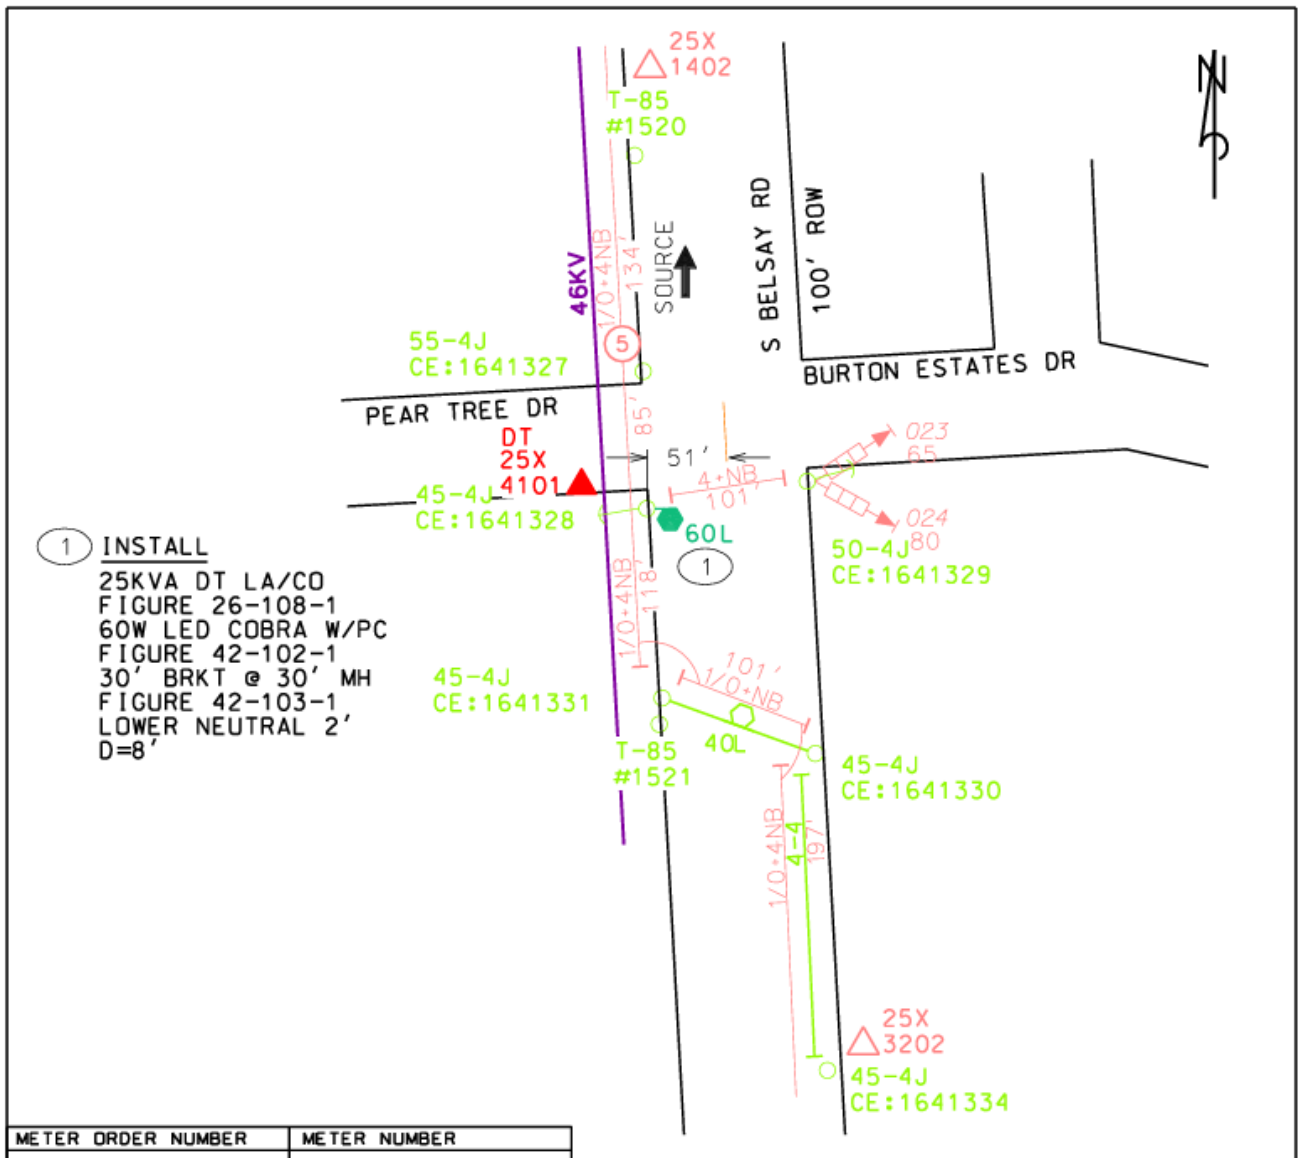 25X
1402
T-85
#1520
N
46KV
1/0+4NB
134'
SOURCE
S BELSAY RD
100' ROW
55-4J
CE:1641327
5
BURTON ESTATES DR
PEAR TREE DR
85'
DT
25X
4101
51'
4+NB
101'
023
65
024
80
45-4J
CE:1641328
60L
1
50-4J
CE:1641329
1 INSTALL
25KVA DT LA/CO
FIGURE 26-108-1
60W LED COBRA W/PC
FIGURE 42-102-1
30' BRKT @ 30' MH
FIGURE 42-103-1
LOWER NEUTRAL 2'
D=8'
1/0+4NB
118'
45-4J
CE:1641331
101'
1/0+NB
40L
T-85
#1521
45-4J
CE:1641330
1/0+4NB
4-4
197'
25X
3202
45-4J
CE:1641334
METER ORDER NUMBER
METER NUMBER